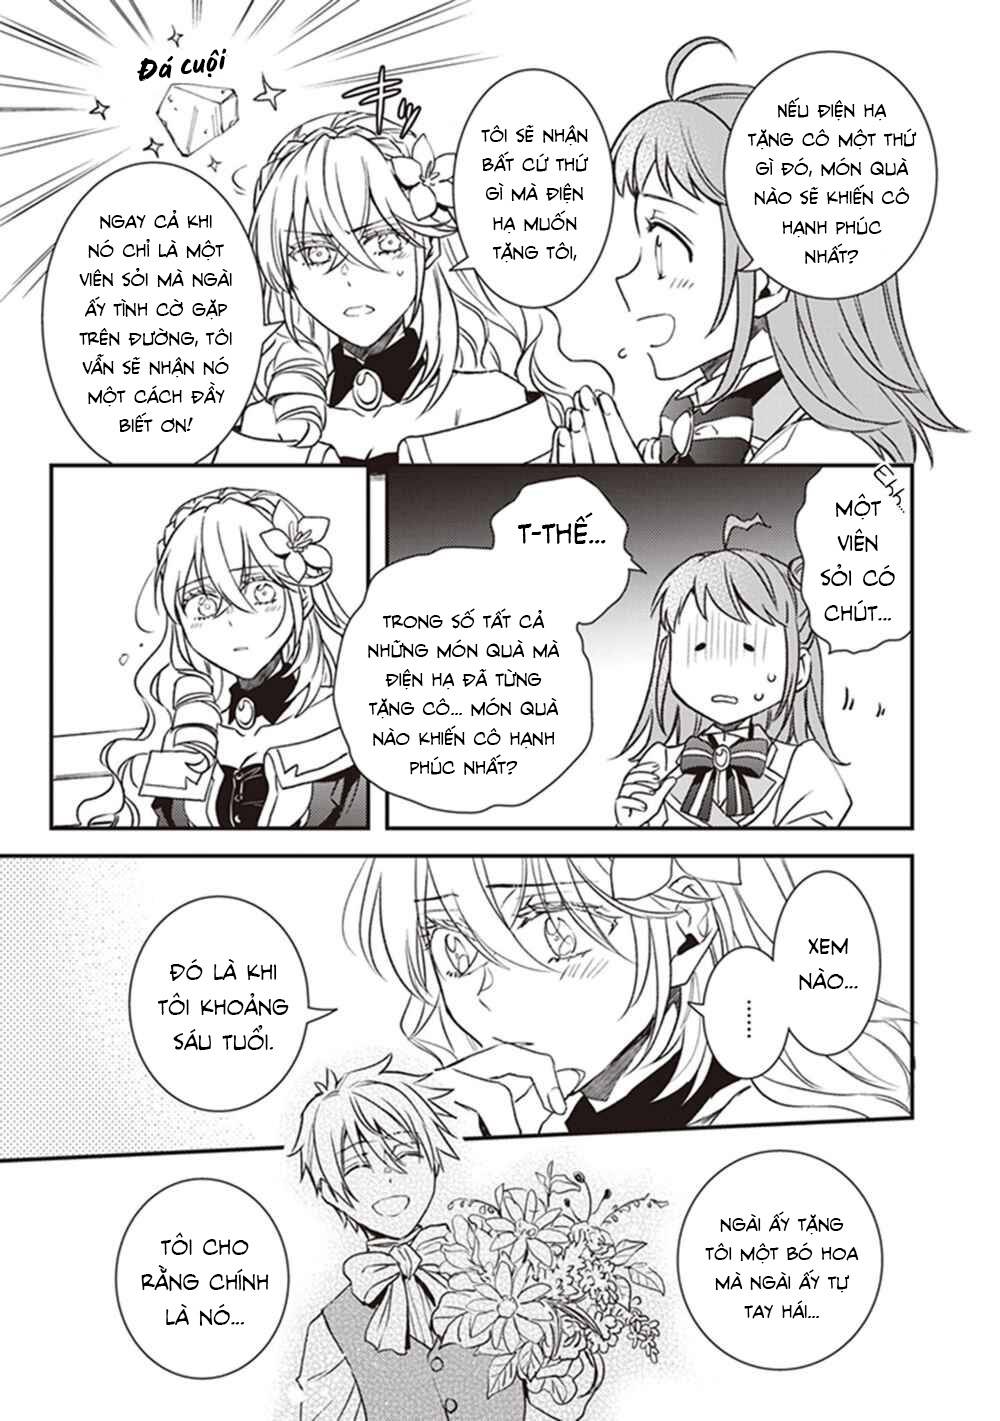 NẾU ĐIỆN HẠ
TẶNG CÔ MỘT THỨ
GÌ ĐÓ, MÓN QUÀ
NÀO SẼ KHIẾN CÔ
HẠNH PHÚC
NHẤT?
TÔI SẼ NHẬN
BẤT CỨ THỨ
GÌ MÀ ĐIỆN
HẠ MUỐN
TẶNG TÔI,
キッ
Đá cuội
NGAY CẢ KHI
NÓ CHỈ LÀ MỘT
VIÊN SỎI MÀ NGÀI
ẤY TÌNH CỜ GẶP
TRÊN ĐƯỜNG, TÔI
VẪN SẼ NHẬN NÓ
MỘT CÁCH ĐẦY
BIẾT ƠN!
Ehh...
MỘT
VIÊN
SỎI CÓ
CHÚT...
T-THẾ...
TRONG SỐ TẤT CẢ
NHỮNG MÓN QUÀ MÀ
ĐIỆN HẠ ĐÃ TỪNG
TẶNG CÔ... MÓN QUÀ
NÀO KHIẾN CÔ HẠNH
PHÚC NHẤT?
XEM
NÀO...
.......
ĐÓ LÀ KHI
TÔI KHOẢNG
SÁU TUỔI.
NGÀI ẤY TẶNG
TÔI MỘT BÓ HOA
MÀ NGÀI ẤY TỰ
TAY HÁI...
TÔI CHO
RẰNG CHÍNH
LÀ NÓ...